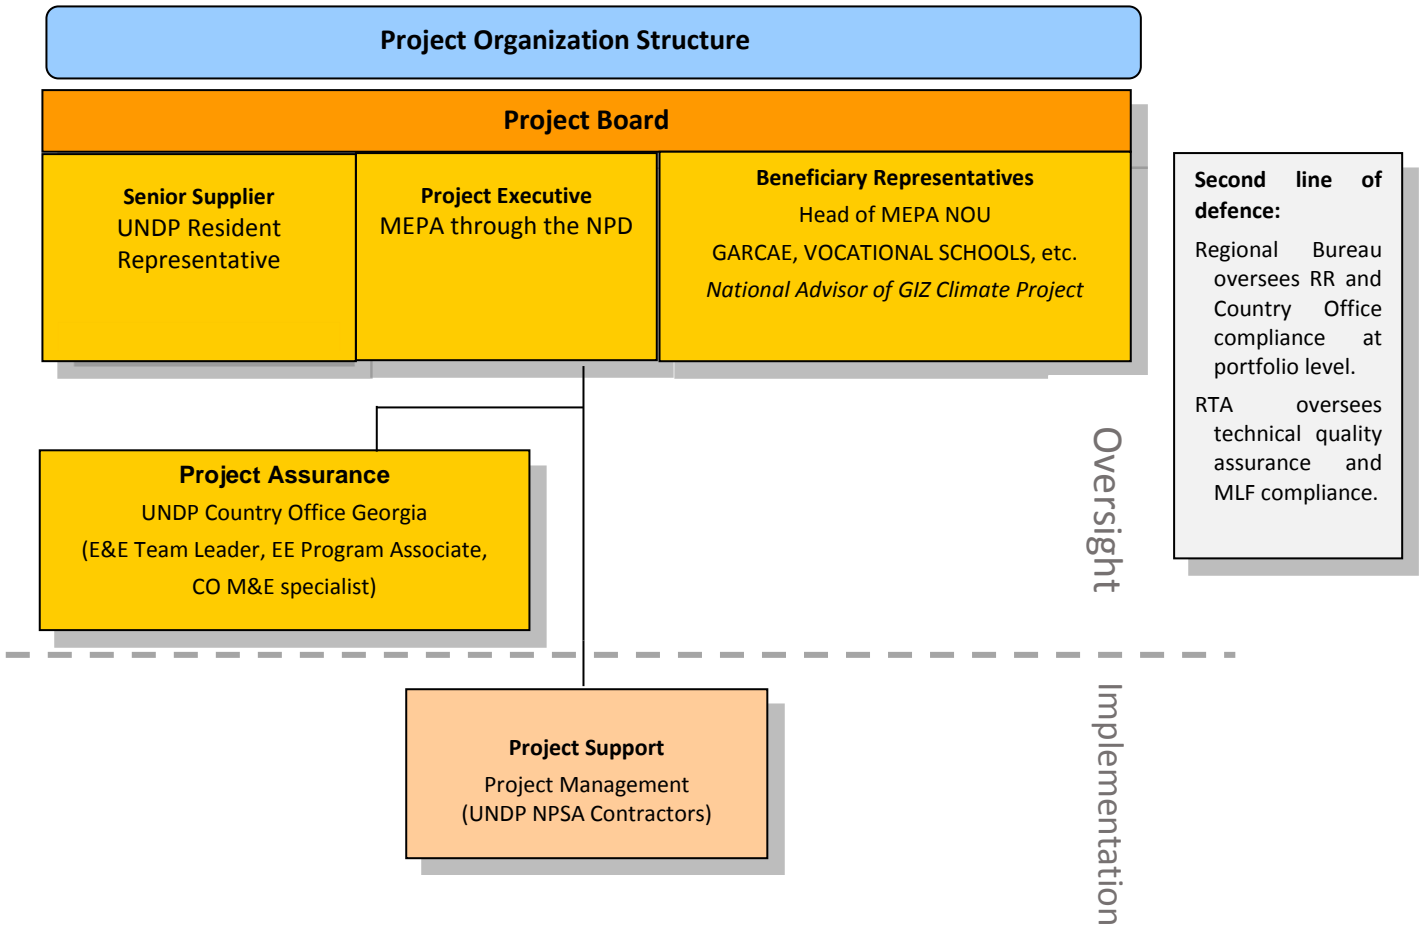 Project Organization Structure
Project Board
Senior Supplier
UNDP Resident
Representative
Project Executive
MEPA through the NPD
Beneficiary Representatives
Head of MEPA NOU
GARCAE, VOCATIONAL SCHOOLS, etc.
National Advisor of GIZ Climate Project
Second line of
defence:
Regional Bureau
oversees RR and
Country Office
compliance at
portfolio level.
RTA oversees
technical quality
assurance and
MLF compliance.
Project Assurance
UNDP Country Office Georgia
(E&E Team Leader, EE Program Associate,
CO M&E specialist)
Oversight
Project Support
Project Management
(UNDP NPSA Contractors)
Implementation